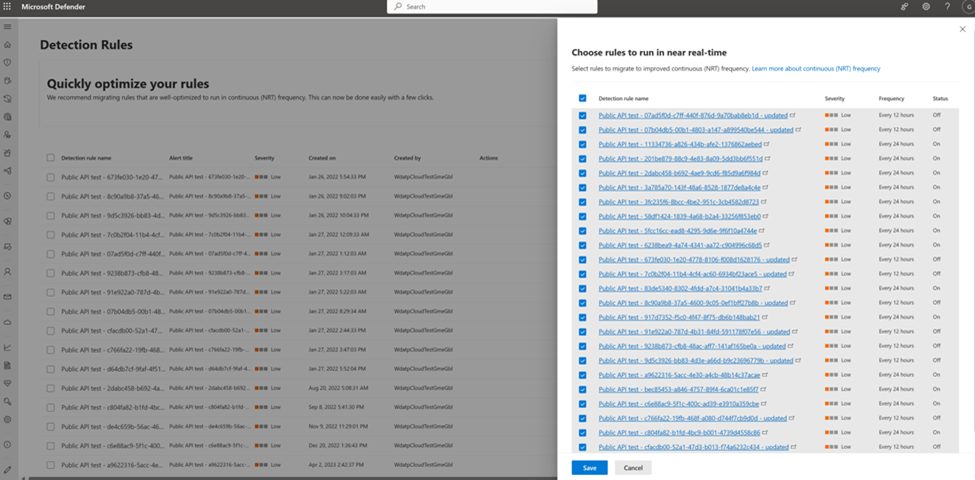 Microsoft Defender
Search
G
Detection Rules
Quickly optimize your rules
We recommend migrating rules that are well-optimized to run in continuous (NRT) frequency. This can now be done easily with a few clicks.
Detection rule name Alert title Severity Created on Created by Actions
Public API test - 673fe030-1e20-47... Public API test - 673fe030-1e20... Low Jan 26, 2022 5:54:33 PM WdatpCloudTestGmeGbl
Public API test - 8c90a9b8-37a5-46... Public API test - 8c90a9b8-37a5... Low Jan 26, 2022 9:02:03 PM WdatpCloudTestGmeGbl
Public API test - 9d5c3926-bb83-4d... Public API test - 9d5c3926-bb83... Low Jan 26, 2022 10:04:33 PM WdatpCloudTestGmeGbl
Public API test - 7c0b2f04-11b4-4cf... Public API test - 7c0b2f04-11b4... Low Jan 27, 2022 12:09:33 AM WdatpCloudTestGmeGbl
Public API test - 07ad5f0d-c7ff-440f... Public API test - 07ad5f0d-c7ff... Low Jan 27, 2022 2:12:03 AM WdatpCloudTestGmeGbl
Public API test - 9238b873-cfb8-48... Public API test - 9238b873-cfb8... Low Jan 27, 2022 3:17:03 AM WdatpCloudTestGmeGbl
Public API test - 91e922a0-787d-4b... Public API test - 91e922a0-787d... Low Jan 27, 2022 5:22:03 AM WdatpCloudTestGmeGbl
Public API test - 07b04db5-00b1-48... Public API test - 07b04db5-00b1... Low Jan 27, 2022 8:29:34 AM WdatpCloudTestGmeGbl
Public API test - cfacdb00-52a1-47... Public API test - cfacdb00-52a1... Low Jan 27, 2022 2:44:33 PM WdatpCloudTestGmeGbl
Public API test - c766fa22-19fb-468... Public API test - c766fa22-19fb... Low Jan 27, 2022 3:47:03 PM WdatpCloudTestGmeGbl
Public API test - d64db7cf-9faf-4f51... Public API test - d64db7cf-9faf... Low Jan 27, 2022 5:52:04 PM WdatpCloudTestGmeGbl
Public API test - 2dabc458-b692-4a... Public API test - 2dabc458-b692... Low Aug 20, 2022 5:08:31 AM WdatpCloudTestGmeGbl
Public API test - c804fa82-b1fd-4bc... Public API test - c804fa82-b1fd... Low Sep 8, 2022 5:41:30 PM WdatpCloudTestGmeGbl
Public API test - de4c659b-56ac-4b... Public API test - de4c659b-56ac... Low Nov 9, 2022 11:29:01 PM WdatpCloudTestGmeGbl
Public API test - c6e88ac9-5f1c-400... Public API test - c6e88ac9-5f1c... Low Dec 20, 2022 1:36:43 PM WdatpCloudTestGmeGbl
Public API test - a9622316-5acc-4e... Public API test - a9622316-5acc... Low Apr 2, 2023 2:42:37 PM WdatpCloudTestGmeGbl
Choose rules to run in near real-time
Select rules to migrate to improved continuous (NRT) frequency. Learn more about continuous (NRT) frequency
Detection rule name Severity Frequency Status
Public API test - 07ad5f0d-c7ff-440f-876d-9a70bab8eb1d - updated Low Every 12 hours Off
Public API test - 07b04db5-00b1-4803-a147-a899540be544 - updated Low Every 12 hours Off
Public API test - 11334736-a826-434b-afe2-1376862aebed Low Every 24 hours On
Public API test - 201be879-88c9-4e83-8a09-5dd3bb6f551d Low Every 24 hours On
Public API test - 2dabc458-b692-4ae9-9cd6-f85d9a6f984d Low Every 24 hours On
Public API test - 3a785a70-143f-48a6-8528-1877de8a4c4e Low Every 24 hours On
Public API test - 3fc235f6-8bcc-4be2-951c-3cb4582d8723 Low Every 24 hours On
Public API test - 58df1424-1839-4a68-b2a4-33256f853eb0 Low Every 24 hours On
Public API test - 5fcc16cc-ead8-4295-9d6e-9f6f10a4744e Low Every 24 hours On
Public API test - 6238bea9-4a74-4341-aa72-c904996c68d5 Low Every 24 hours On
Public API test - 673fe030-1e20-4778-8106-f008d1628176 - updated Low Every 12 hours Off
Public API test - 7c0b2f04-11b4-4cf4-ac60-6934bf23ace5 - updated Low Every 12 hours Off
Public API test - 83de5340-8302-4fdd-a7c4-31041b4a33b7 Low Every 24 hours On
Public API test - 8c90a9b8-37a5-4600-9c05-0ef1bff27b8b - updated Low Every 12 hours Off
Public API test - 917d7352-f5c0-4f47-8f75-db6b148bab21 Low Every 24 hours On
Public API test - 91e922a0-787d-4b31-84fd-591178f07e56 - updated Low Every 12 hours Off
Public API test - 9238b873-cfb8-48ac-aff7-141af165be0a - updated Low Every 12 hours Off
Public API test - 9d5c3926-bb83-4d3e-a66d-b9c23696779b - updated Low Every 12 hours Off
Public API test - a9622316-5acc-4e30-a4cb-48b14c37acae Low Every 24 hours On
Public API test - bec85453-a846-4757-89f4-6ca01c1e85f7 Low Every 24 hours On
Public API test - c6e88ac9-5f1c-400c-ad39-e3910a359cbe Low Every 24 hours On
Public API test - c766fa22-19fb-468f-a080-d744f7cb9d0d - updated Low Every 12 hours Off
Public API test - c804fa82-b1fd-4bc9-b001-4739d4558c86 Low Every 24 hours On
Public API test - cfacdb00-52a1-47d3-b013-f74a6232c434 - updated Low Every 12 hours Off
Save Cancel